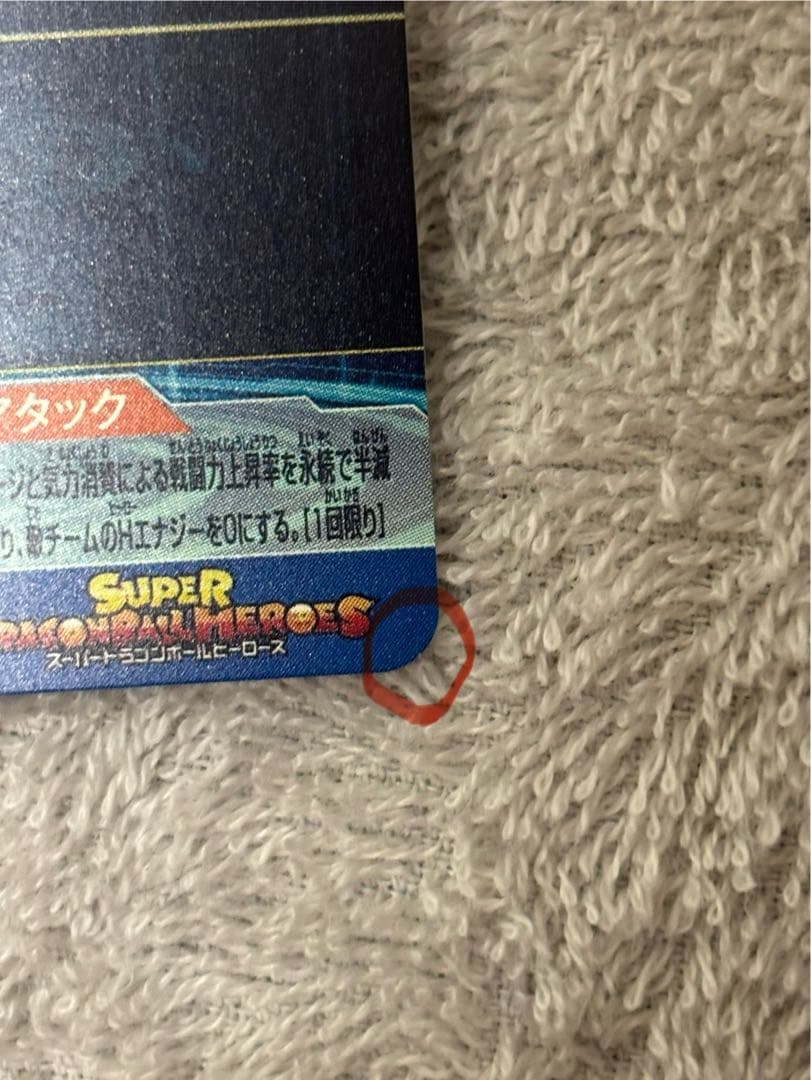 アタック
ージと気力消費による戦闘力上昇率を永続で半減
り、敵チームのHエナジーを0にする。[1回限り]
SUPER
DRAGONBALL HEROES
スーパードラゴンボールヒーローズ